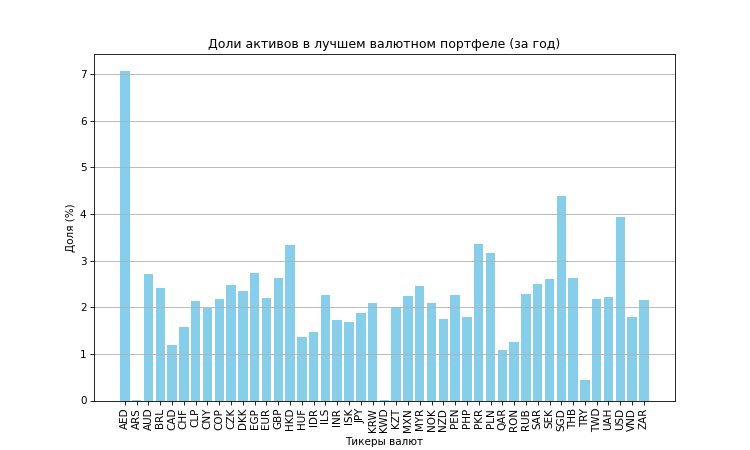 Доли активов в лучшем валютном портфеле (за год)
Доля (%)
7
6
5
4
3
2
1
0
AED ARS AUD BRL CAD CHF CLP CNY COP CZK DKK EGP EUR GBP HKD HUF IDR ILS INR ISK JPY KRW KWD KZT MXN MYR NOK NZD PEN PHP PKR PLN QAR RON RUB SAR SEK SGD THB TRY TWD UAH USD VND ZAR
Тикеры валют